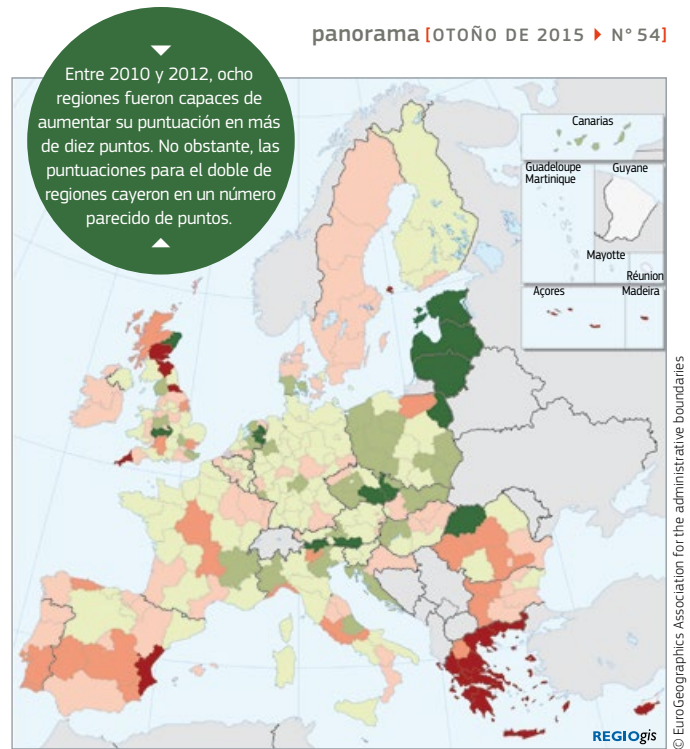 panorama [OTOÑO DE 2015 ▶ N° 54]
Entre 2010 y 2012, ocho
regiones fueron capaces de
aumentar su puntuación en más
de diez puntos. No obstante, las
puntuaciones para el doble de
regiones cayeron en un número
parecido de puntos.
Canarias
Guadeloupe
Martinique
Guyane
Mayotte
Réunion
Açores
Madeira
REGIOgis
© EuroGeographics Association for the administrative boundaries